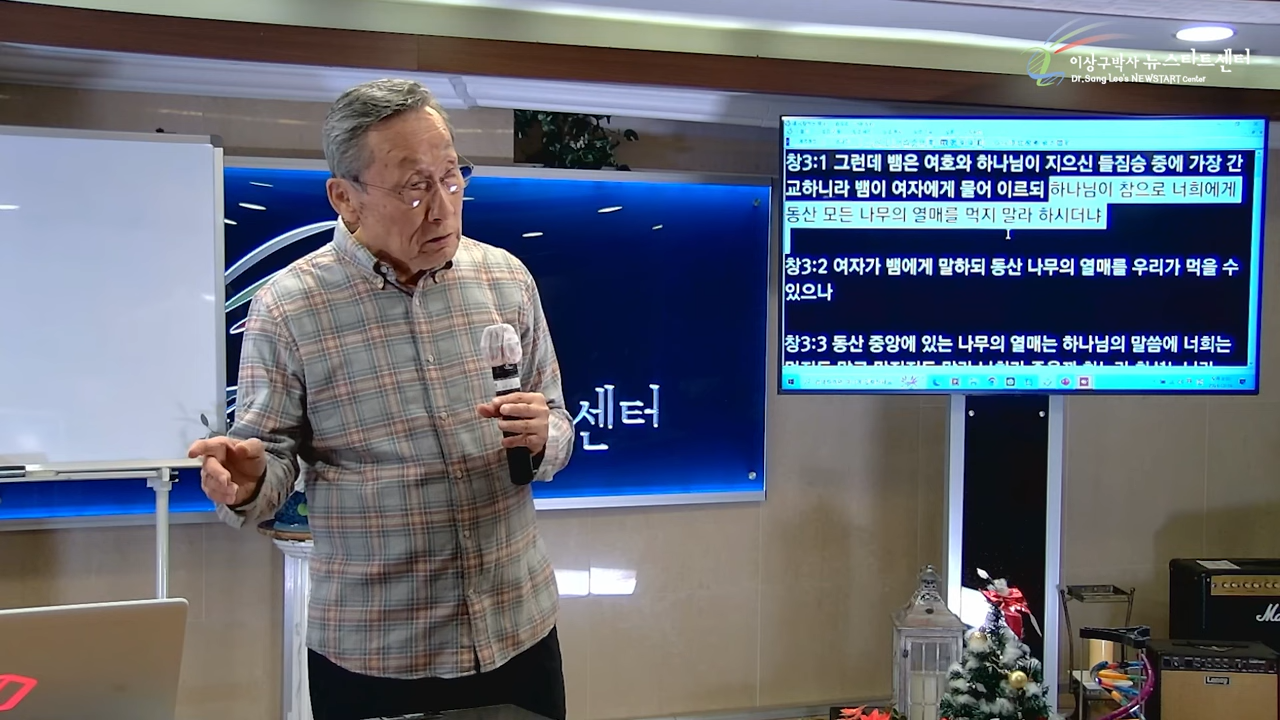 이상구박사 뉴스타트센터
Dr. Sang Lee's NEWSTART Center
창3:1 그런데 뱀은 여호와 하나님이 지으신 들짐승 중에 가장 간
교하니라 뱀이 여자에게 물어 이르되 하나님이 참으로 너희에게
동산 모든 나무의 열매를 먹지 말라 하시더냐
창3:2 여자가 뱀에게 말하되 동산 나무의 열매를 우리가 먹을 수
있으나
창3:3 동산 중앙에 있는 나무의 열매는 하나님의 말씀에 너희는
센터
Laney